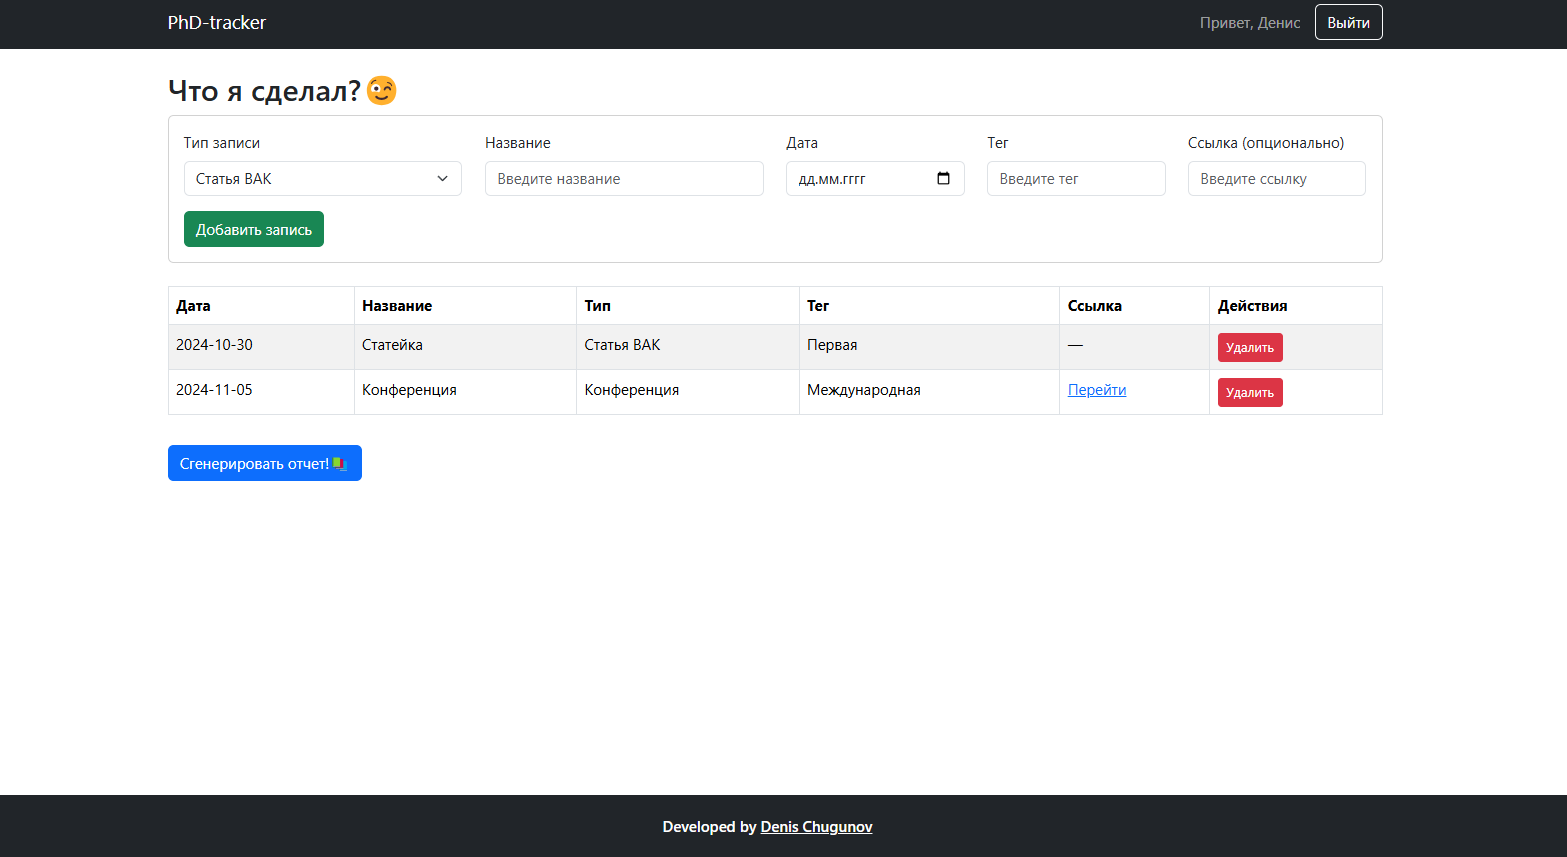 PhD-tracker Привет, Денис Выйти
Что я сделал?😉
Тип записи Название Дата Тег Ссылка (опционально)
Статья ВАК Введите название дд.мм.гггг Введите тег Введите ссылку
Добавить запись
Дата Название Тип Тег Ссылка Действия
2024-10-30 Статейка Статья ВАК Первая — Удалить
2024-11-05 Конференция Конференция Международная Перейти Удалить
Сгенерировать отчет!
Developed by Denis Chugunov